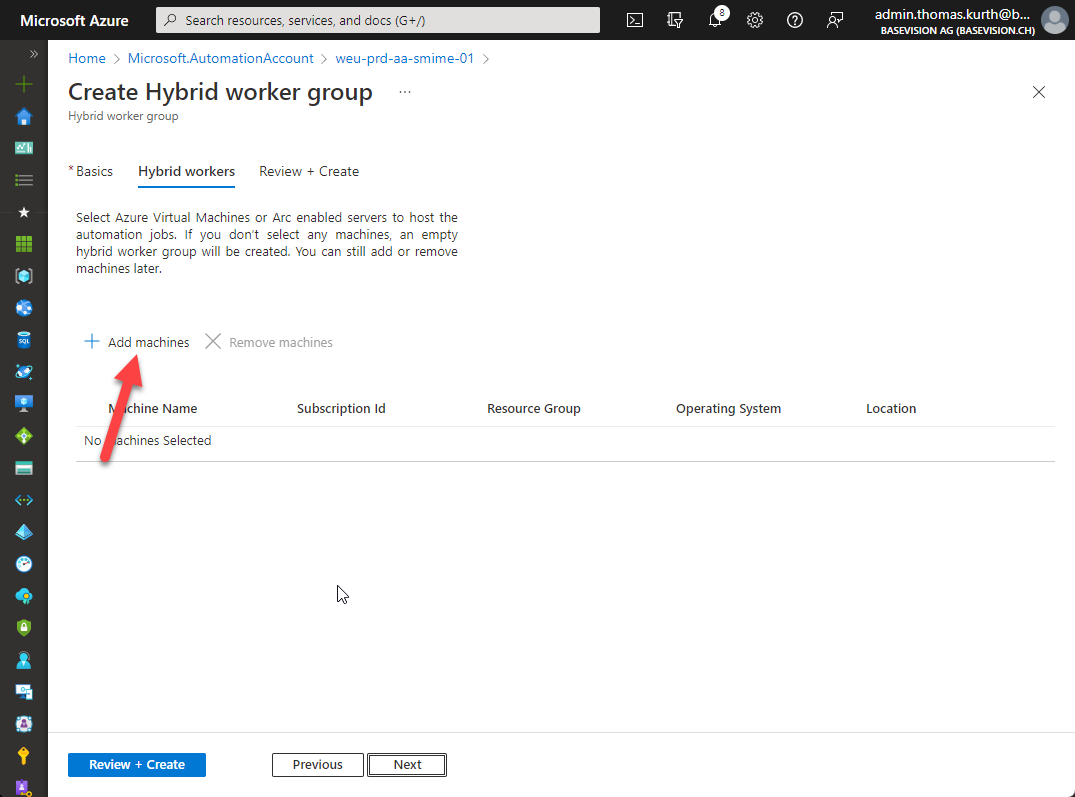 Microsoft Azure
Search resources, services, and docs (G+/)
8
admin.thomas.kurth@b...
BASEVISION AG (BASEVISION.CH)
Home > Microsoft.AutomationAccount > weu-prd-aa-smime-01 >
Create Hybrid worker group ...
Hybrid worker group
* Basics Hybrid workers Review + Create
Select Azure Virtual Machines or Arc enabled servers to host the
automation jobs. If you don't select any machines, an empty
hybrid worker group will be created. You can still add or remove
machines later.
Add machines Remove machines
Machine Name Subscription Id Resource Group Operating System Location
No machines Selected
Review + Create Previous Next
SQL